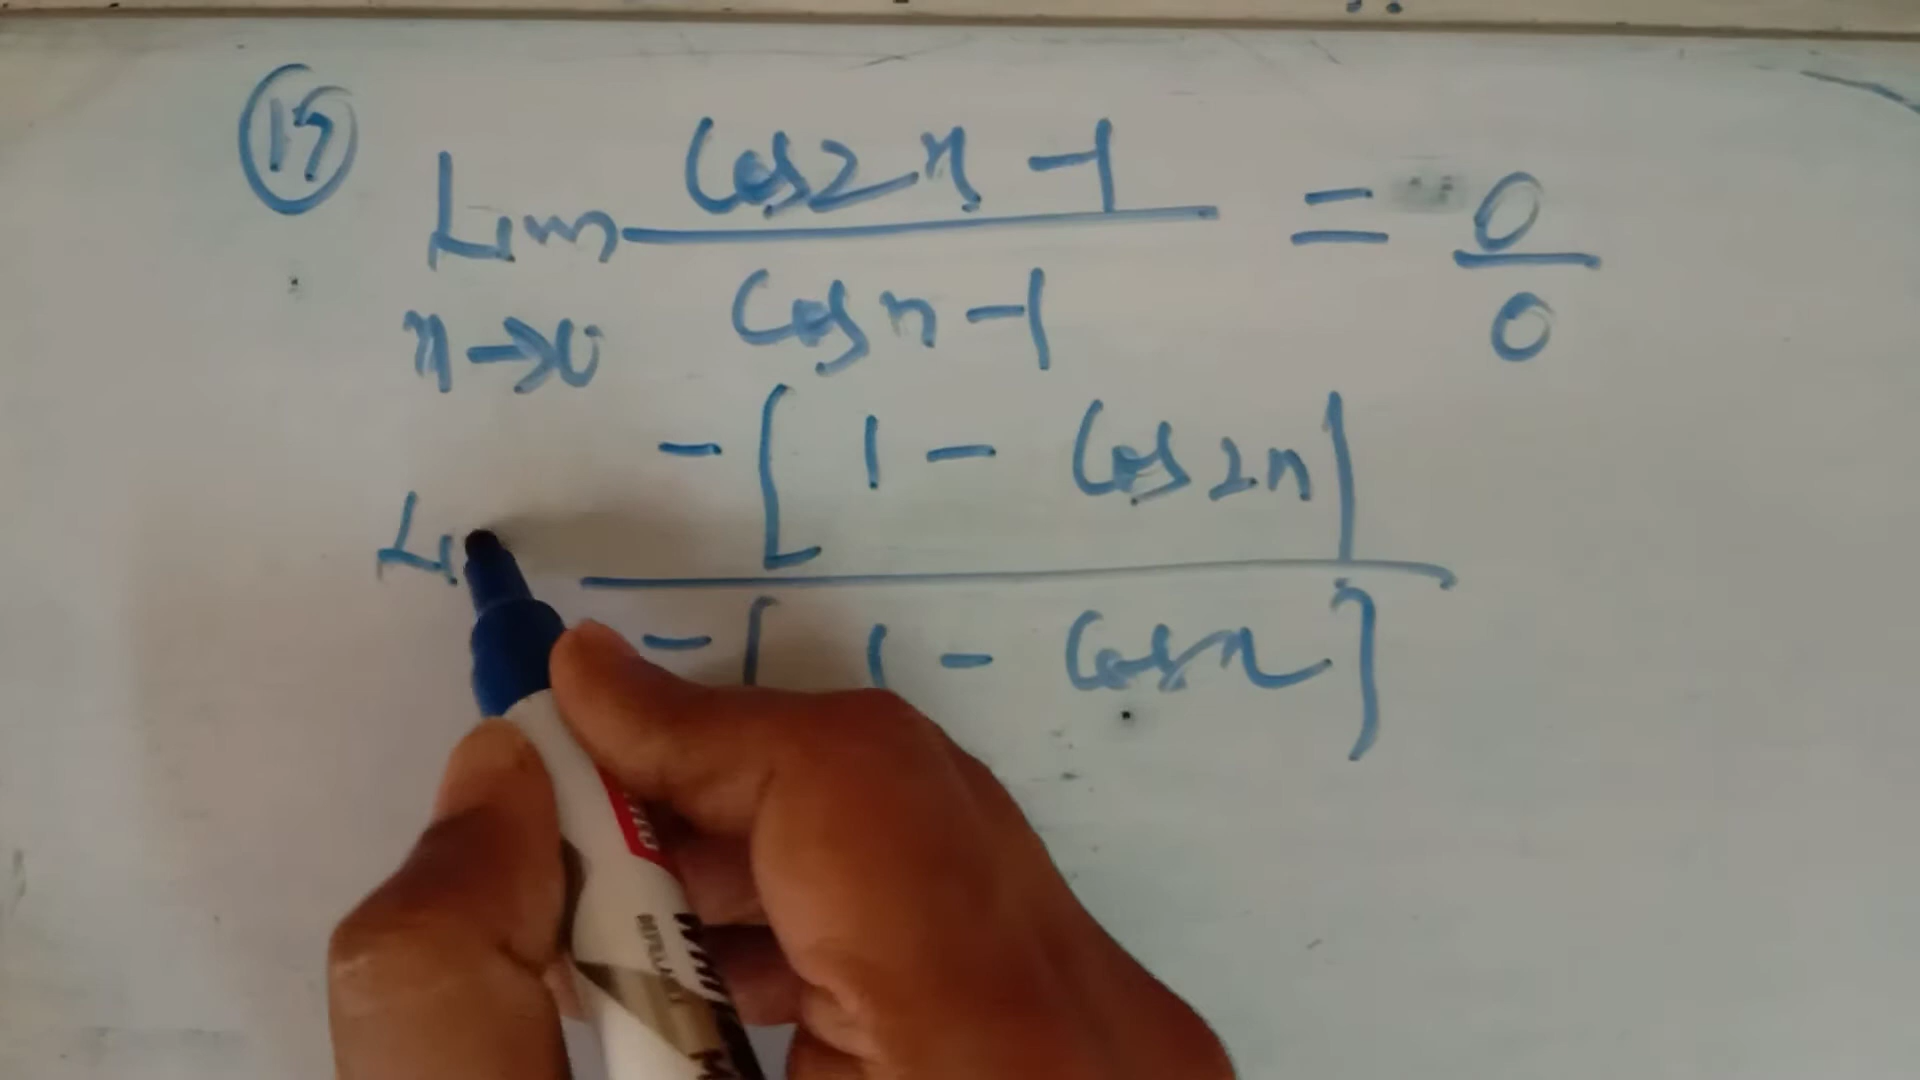 17 Lim cos2x - 1 = 0
x→0 cosx - 1 0
-[ 1 - cos2x]
Li
-[ 1 - cosx]